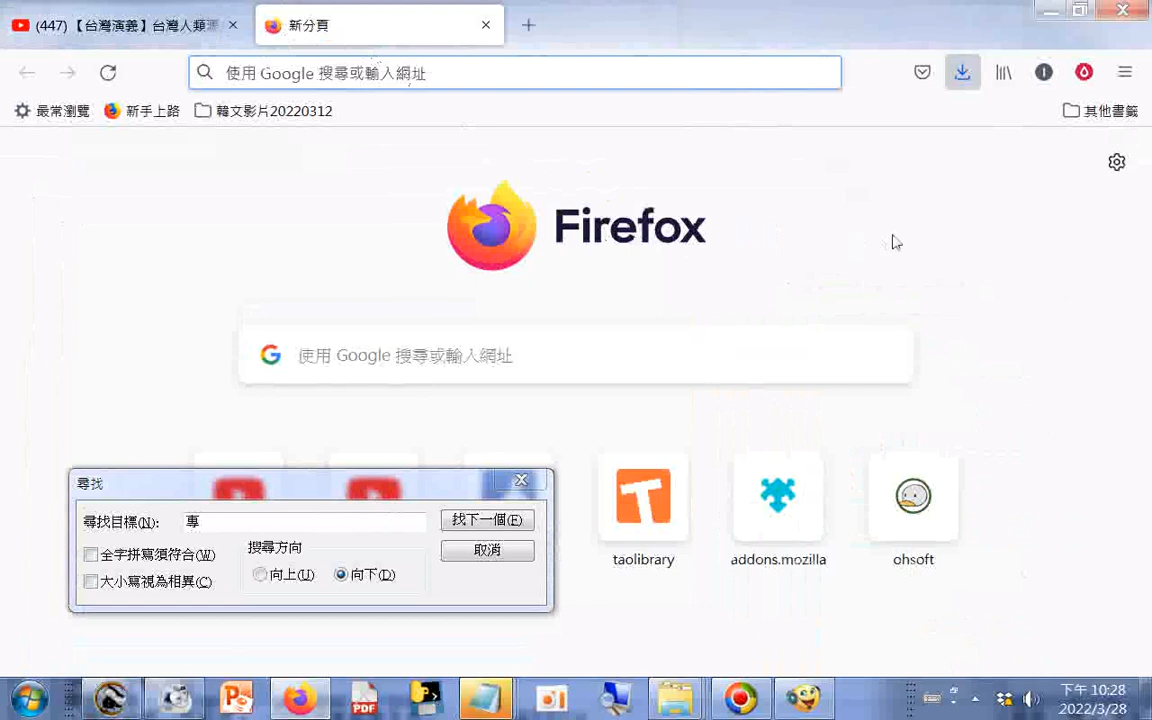 (447) 【台灣演義】台灣人類
新分頁
使用 Google 搜尋或輸入網址
最常瀏覽
新手上路
韓文影片20220312
其他書籤
Firefox
使用 Google 搜尋或輸入網址
尋找
尋找目標(N):
專
找下一個(F)
全字拼寫須符合(W)
搜尋方向
取消
大小寫視為相異(C)
向上(U)
向下(D)
taolibrary
addons.mozilla
ohsoft
PDF
下午 10:28
2022/3/28